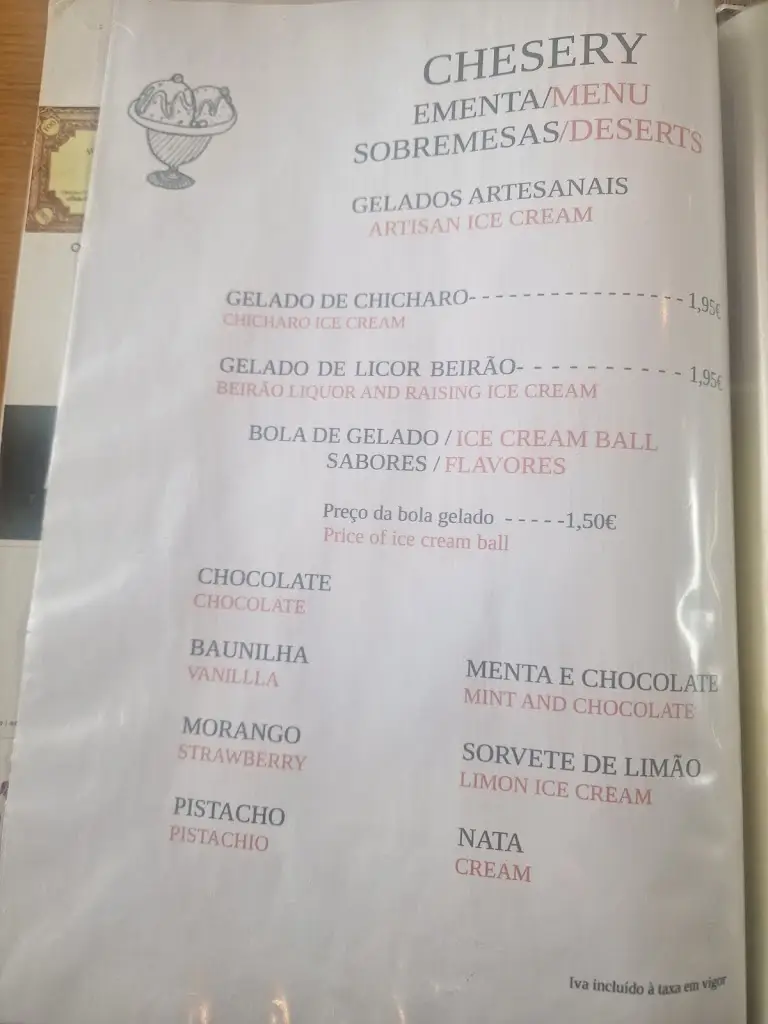 CHESERY
EMENTA/MENU
SOBREMESAS/DESERTS
GELADOS ARTESANAIS
ARTISAN ICE CREAM
GELADO DE CHICHARO- - - - - - - - - - - - - - - - 1,95€
CHICHARO ICE CREAM
GELADO DE LICOR BEIRÃO- - - - - - - - - - 1,95€
BEIRÃO LIQUOR AND RAISING ICE CREAM
BOLA DE GELADO / ICE CREAM BALL
SABORES / FLAVORES
Preço da bola gelado - - - - -1,50€
Price of ice cream ball
CHOCOLATE
CHOCOLATE
BAUNILHA
VANILLLA
MORANGO
STRAWBERRY
PISTACHO
PISTACHIO
MENTA E CHOCOLATE
MINT AND CHOCOLATE
SORVETE DE LIMÃO
LIMON ICE CREAM
NATA
CREAM
Iva incluído à taxa em vigor